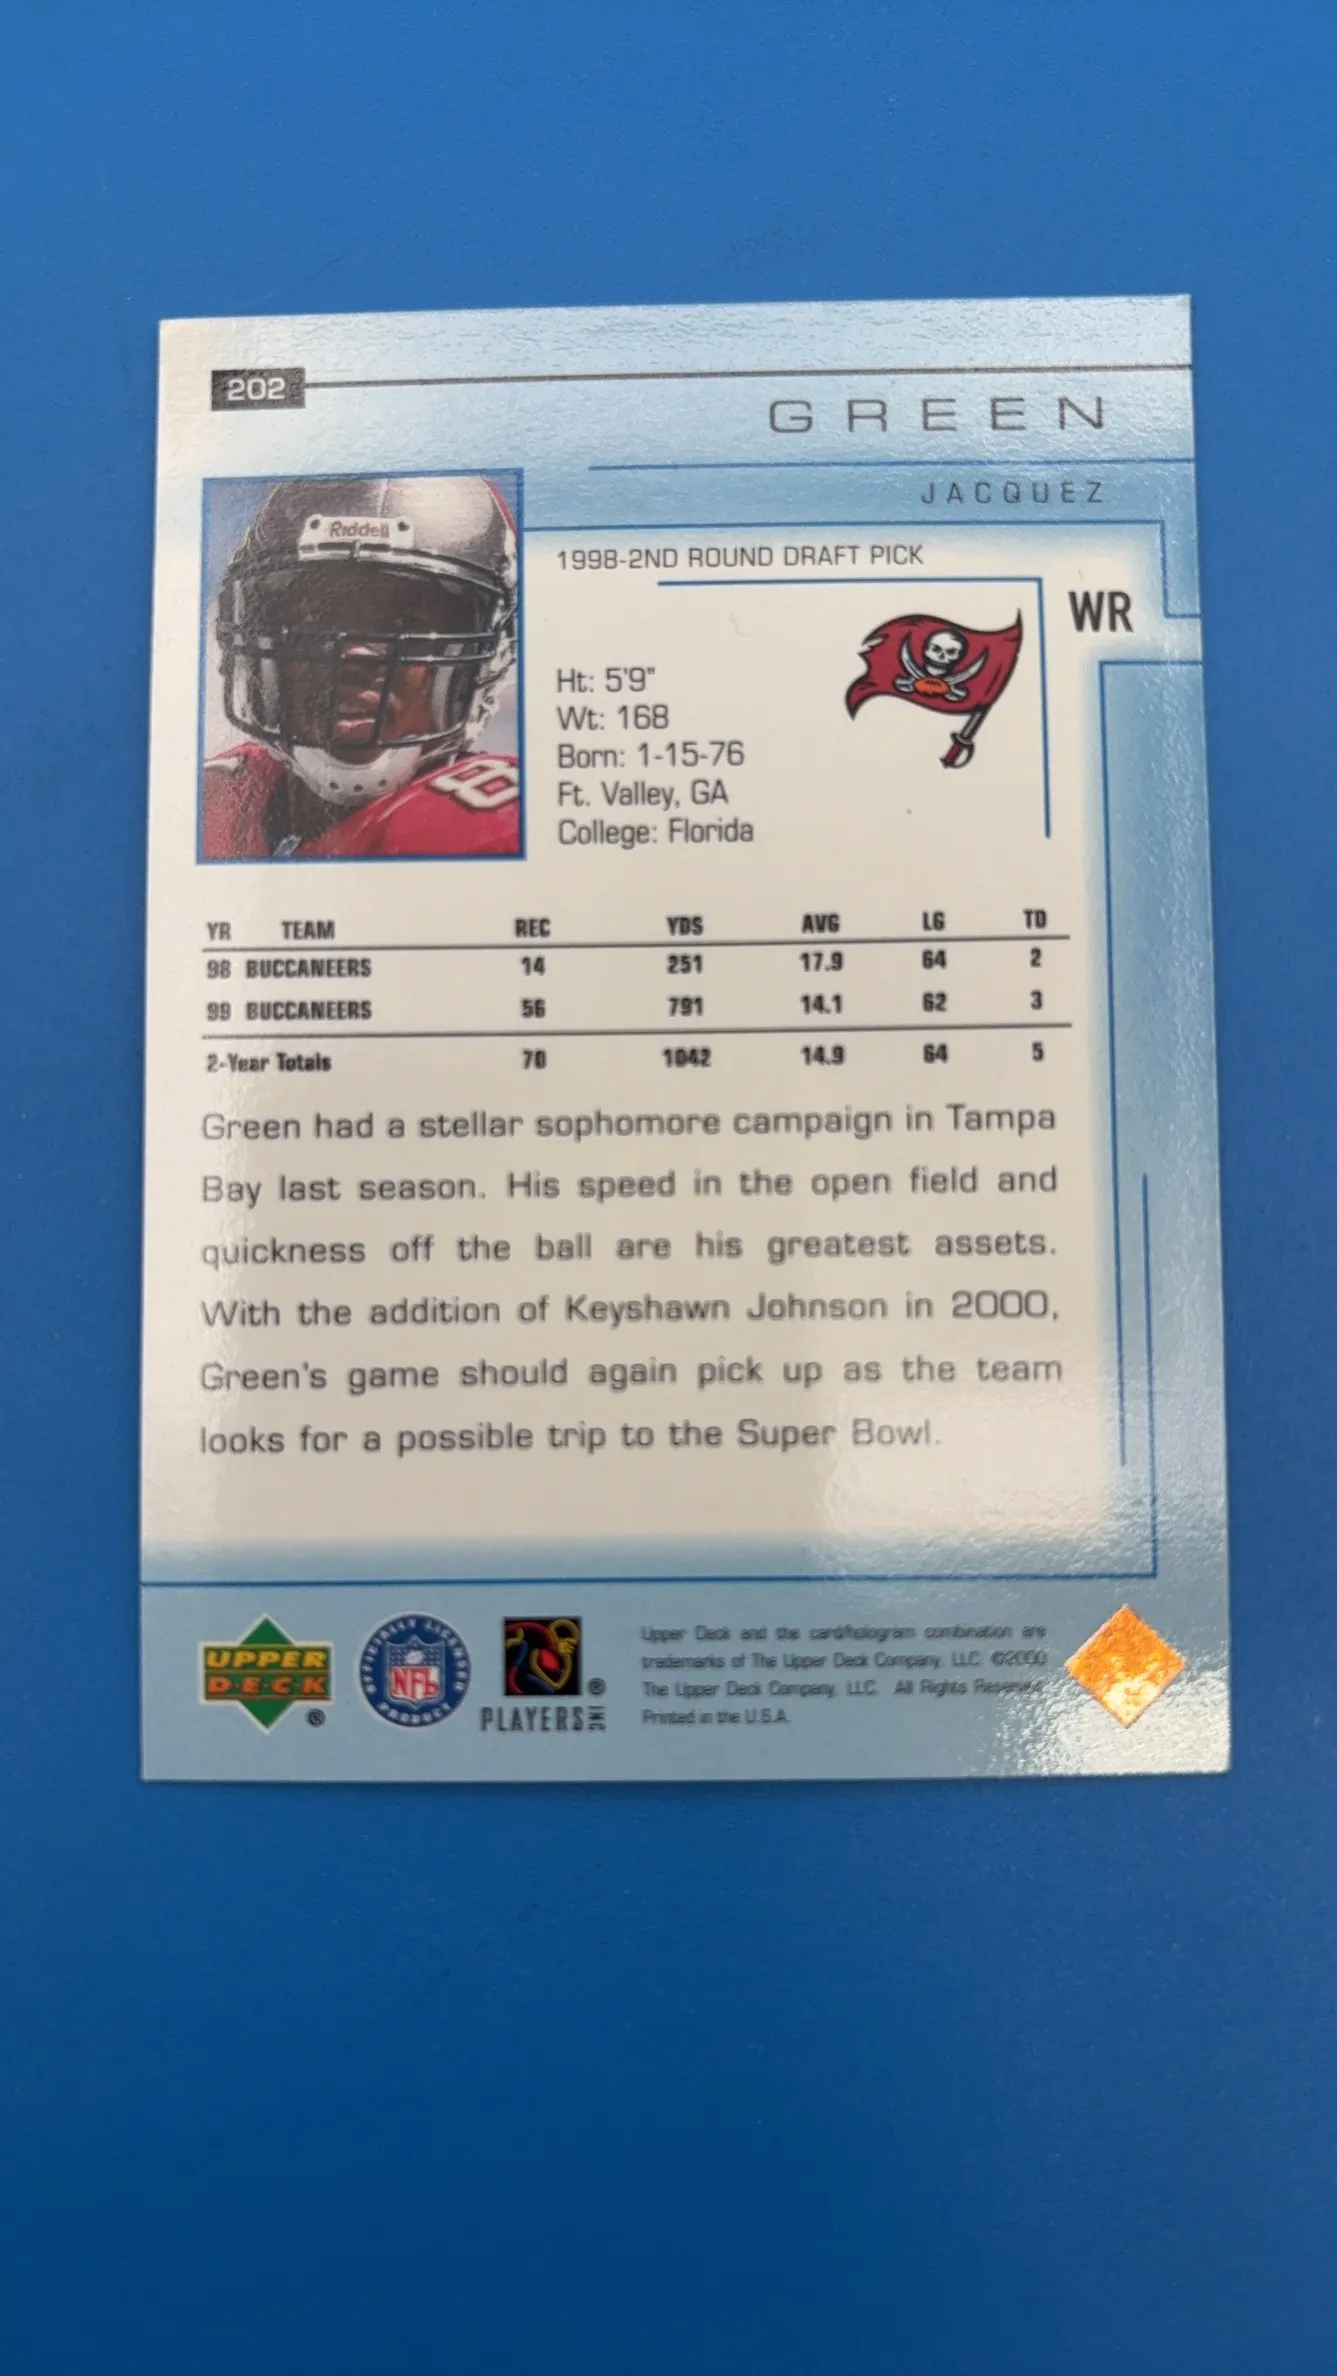 202
GREEN
JACQUEZ
1998-2ND ROUND DRAFT PICK
WR
Riddell
Ht: 5'9"
Wt: 168
Born: 1-15-76
Ft. Valley, GA
College: Florida
8
YR TEAM REC YDS AVG LG TD
98 BUCCANEERS 14 251 17.9 64 2
99 BUCCANEERS 56 791 14.1 62 3
2-Year Totals 70 1042 14.9 64 5
Green had a stellar sophomore campaign in Tampa
Bay last season. His speed in the open field and
quickness off the ball are his greatest assets.
With the addition of Keyshawn Johnson in 2000,
Green's game should again pick up as the team
looks for a possible trip to the Super Bowl.
UPPER
DECK
®
OFFICIALLY LICENSED
NFL
PRODUCT
®
PLAYERS INC
Upper Deck and the card/hologram combination are
trademarks of The Upper Deck Company, LLC. ©2000
The Upper Deck Company, LLC. All Rights Reserved.
Printed in the U.S.A.